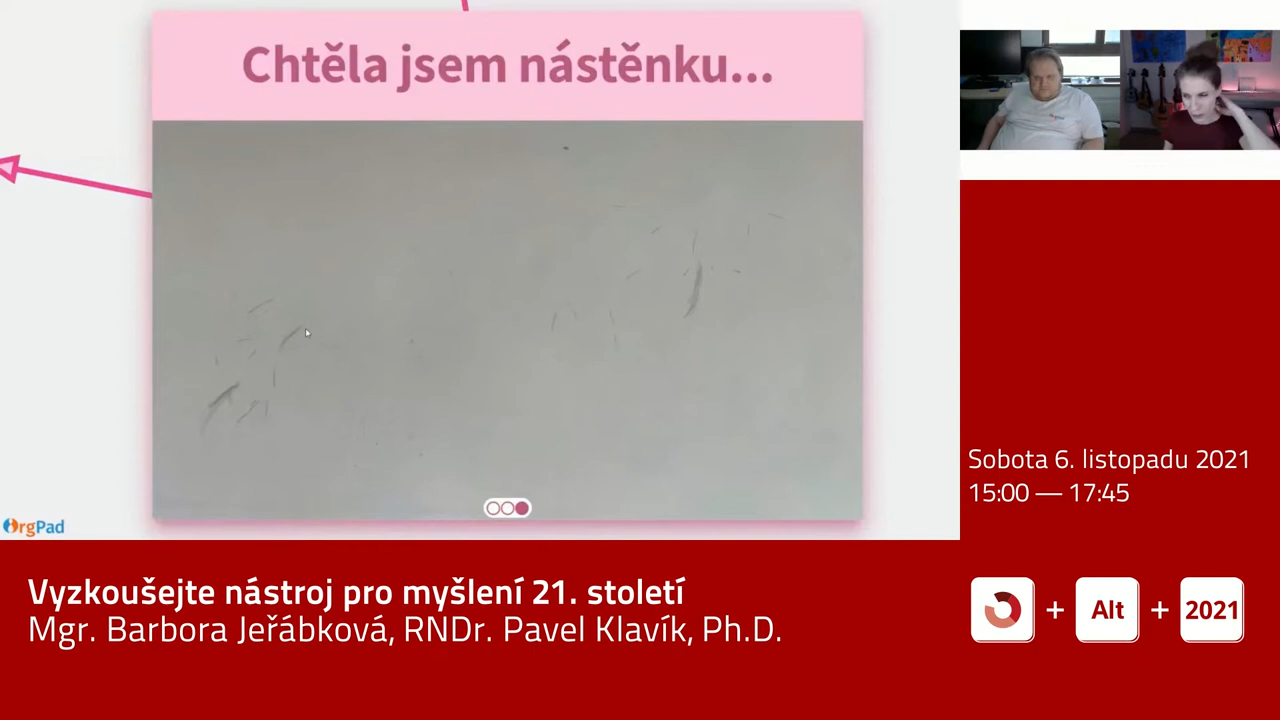 Chtěla jsem nástěnku...
OrgPad
Sobota 6. listopadu 2021
15:00 — 17:45
Vyzkoušejte nástroj pro myšlení 21. století
Mgr. Barbora Jeřábková, RNDr. Pavel Klavík, Ph.D.
+ Alt + 2021